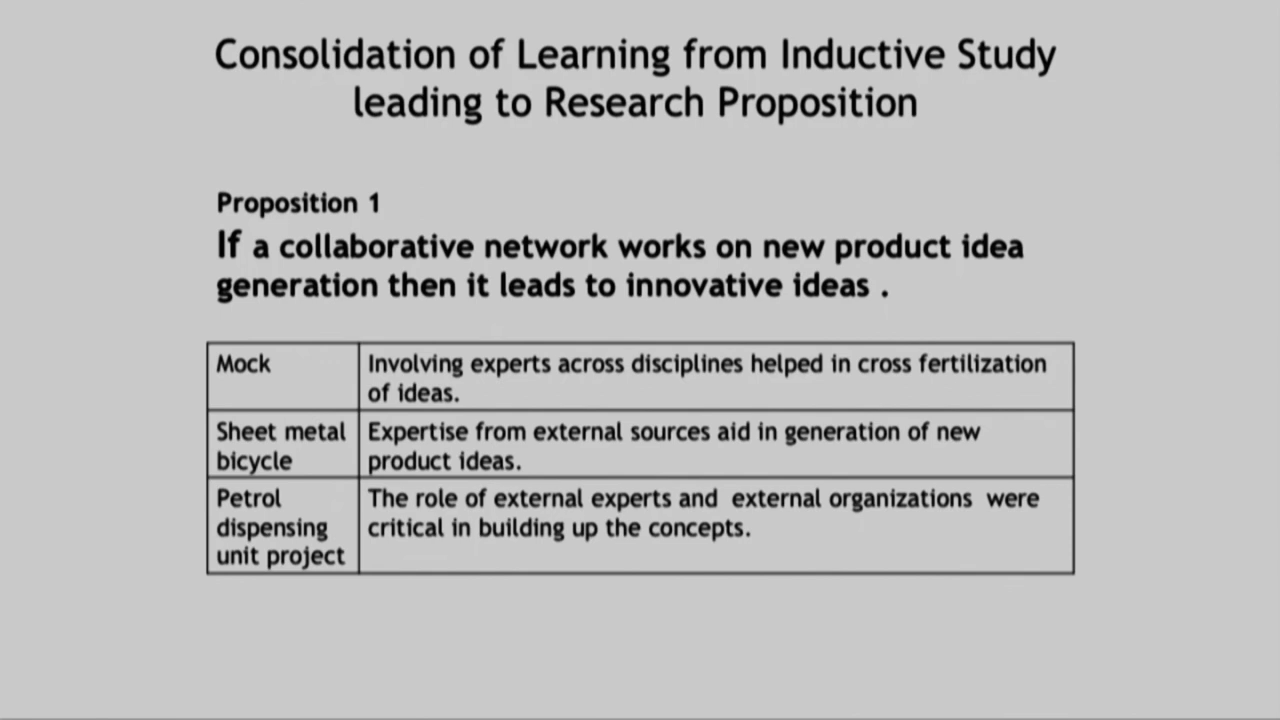 Consolidation of Learning from Inductive Study
leading to Research Proposition
Proposition 1
If a collaborative network works on new product idea
generation then it leads to innovative ideas .
Mock
Involving experts across disciplines helped in cross fertilization
of ideas.
Sheet metal
bicycle
Expertise from external sources aid in generation of new
product ideas.
Petrol
dispensing
unit project
The role of external experts and external organizations were
critical in building up the concepts.